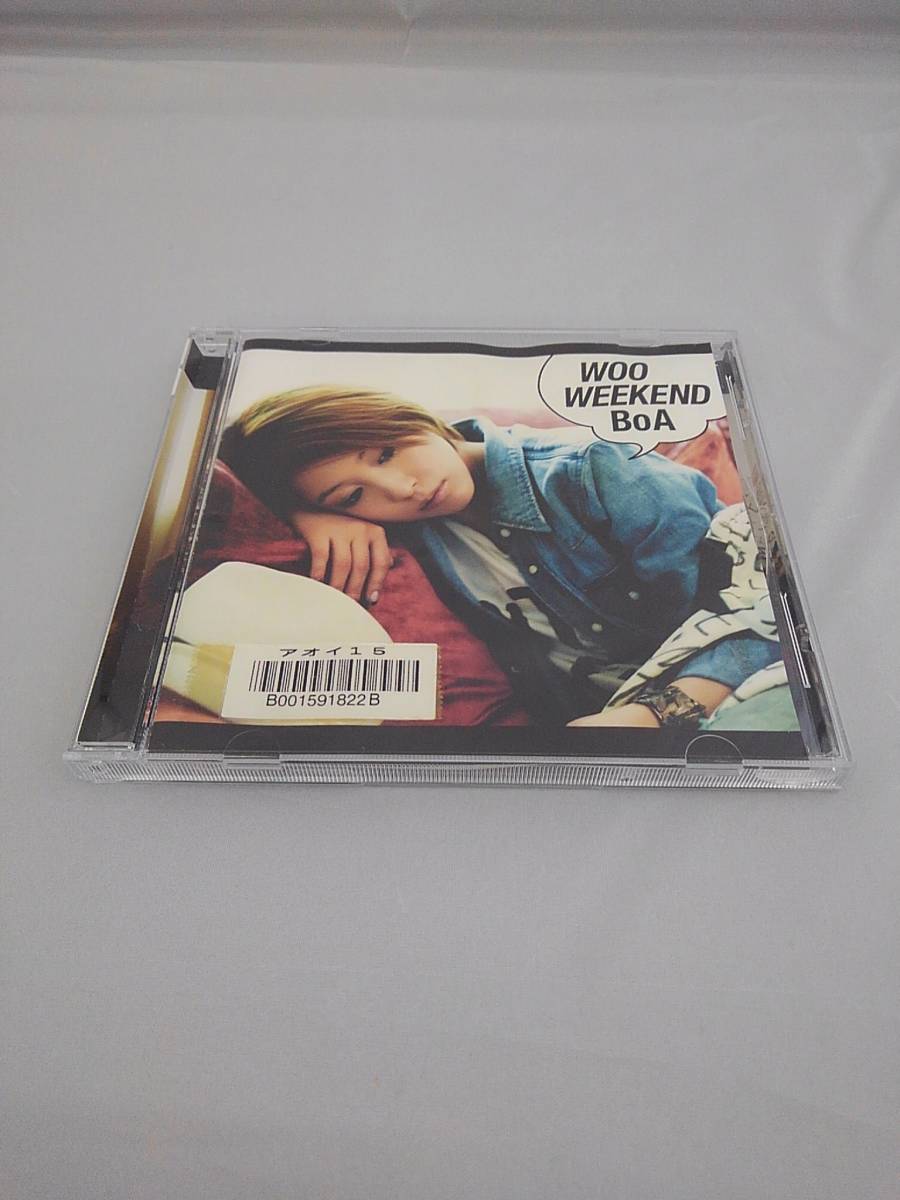 WOO
WEEKEND
BoA
アオイ15
B001591822B